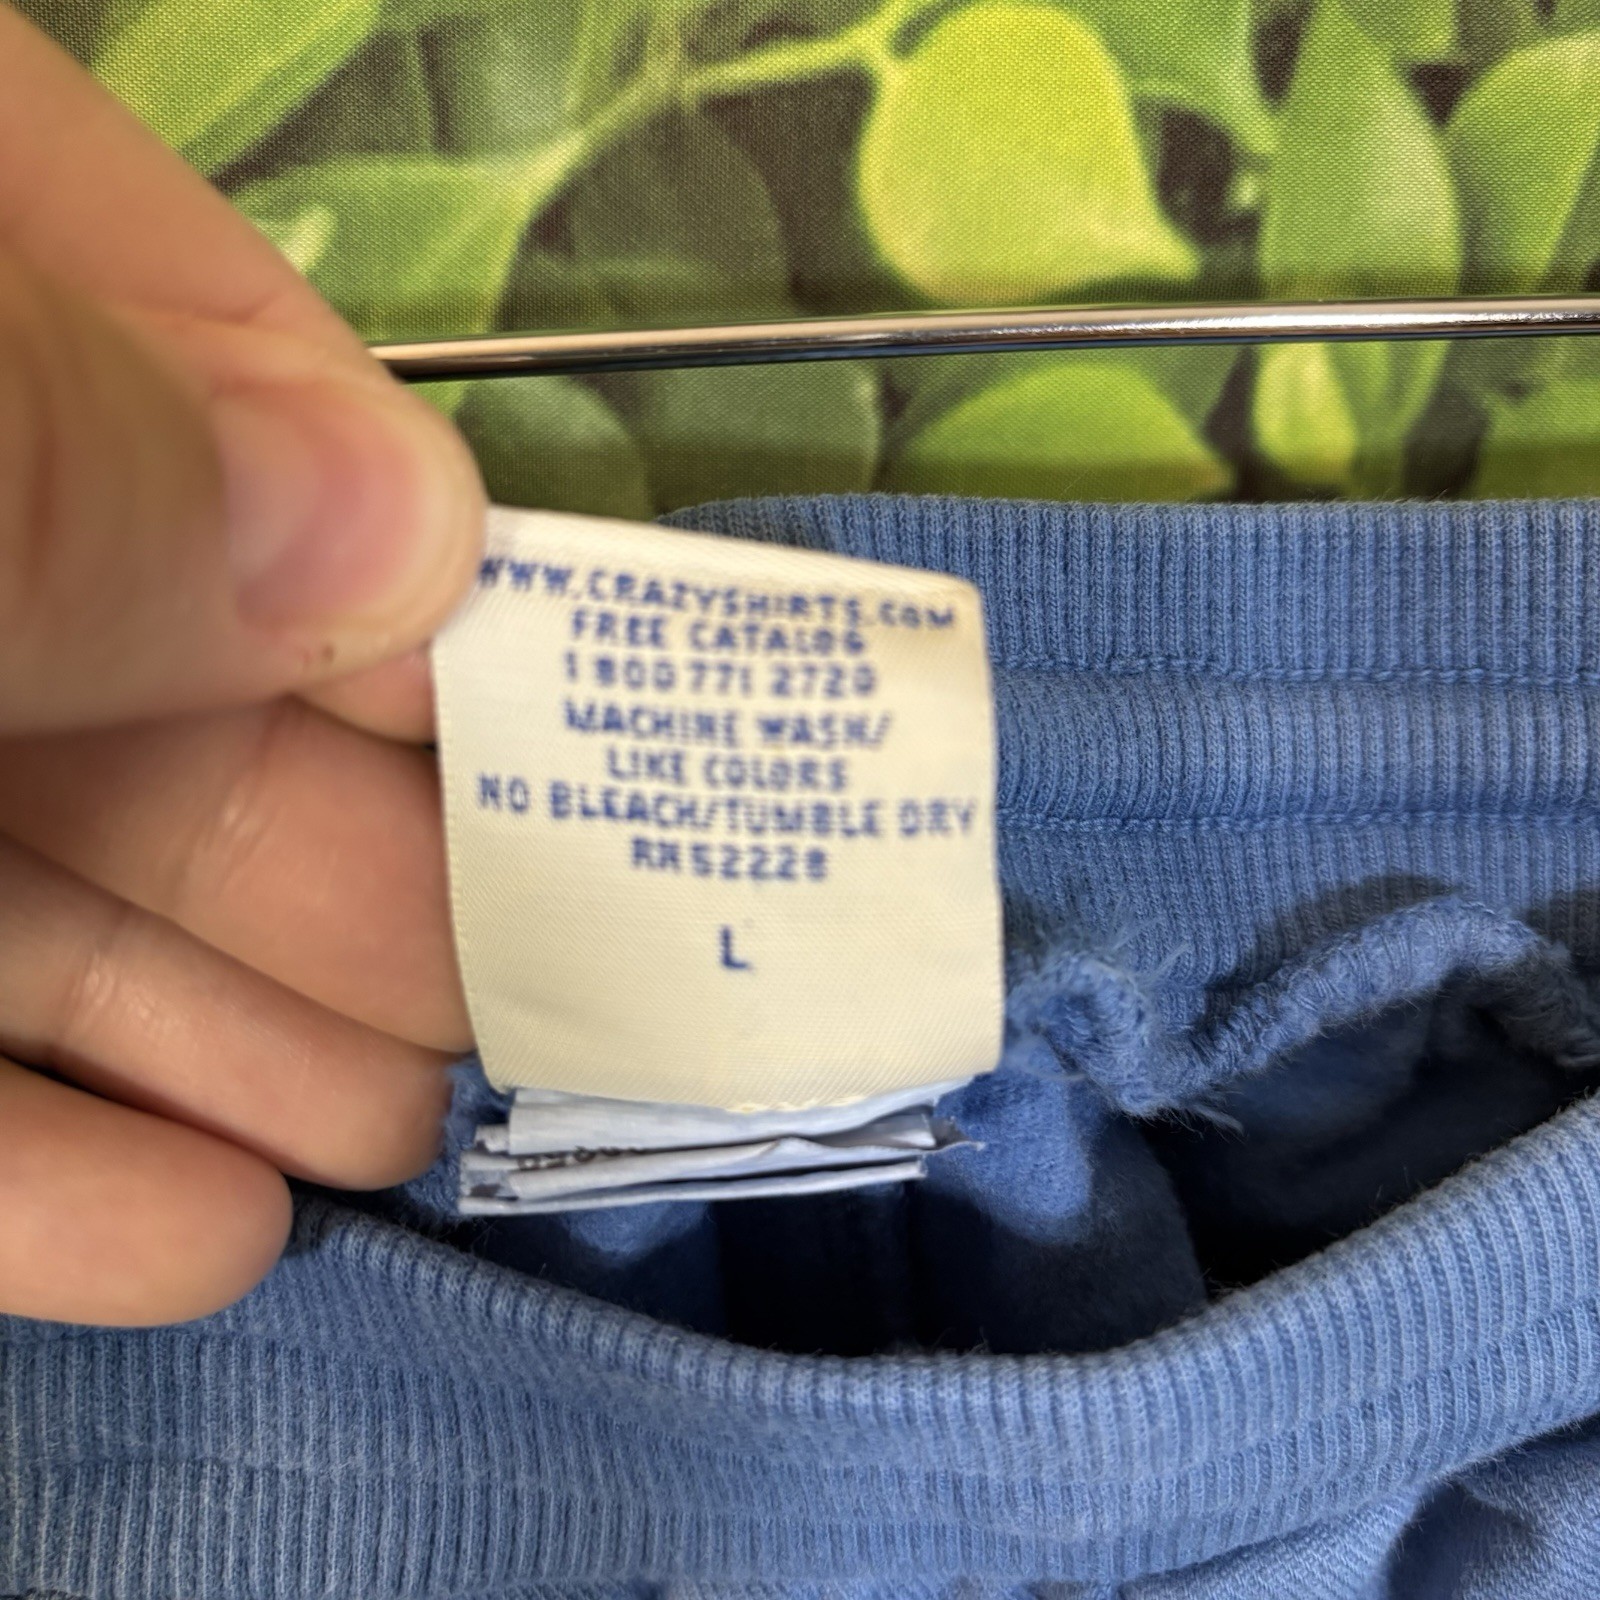 WWW.CRAZYSHIRTS.COM
FREE CATALOG
1 800 771 2720
MACHINE WASH/
LIKE COLORS
NO BLEACH/TUMBLE DRY
RN52228
L